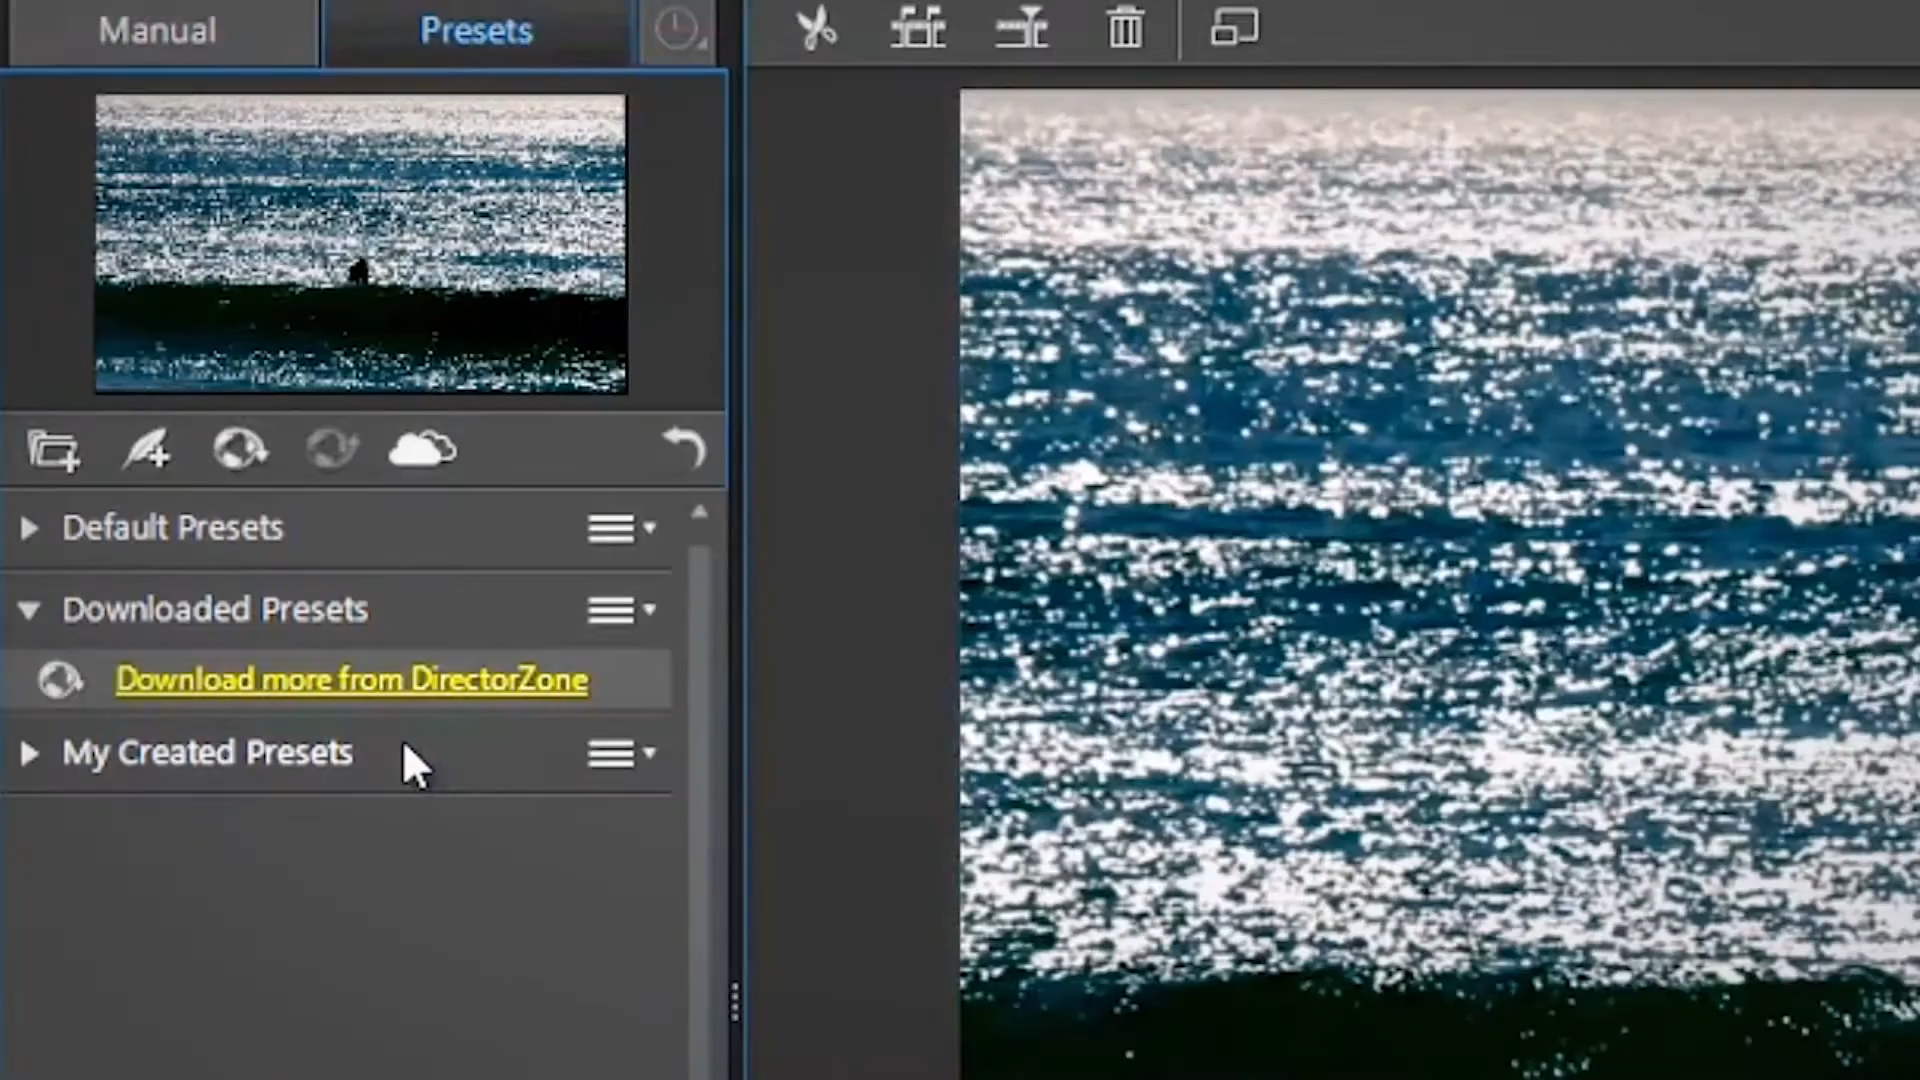 Manual
Presets
Default Presets
Downloaded Presets
Download more from DirectorZone
My Created Presets